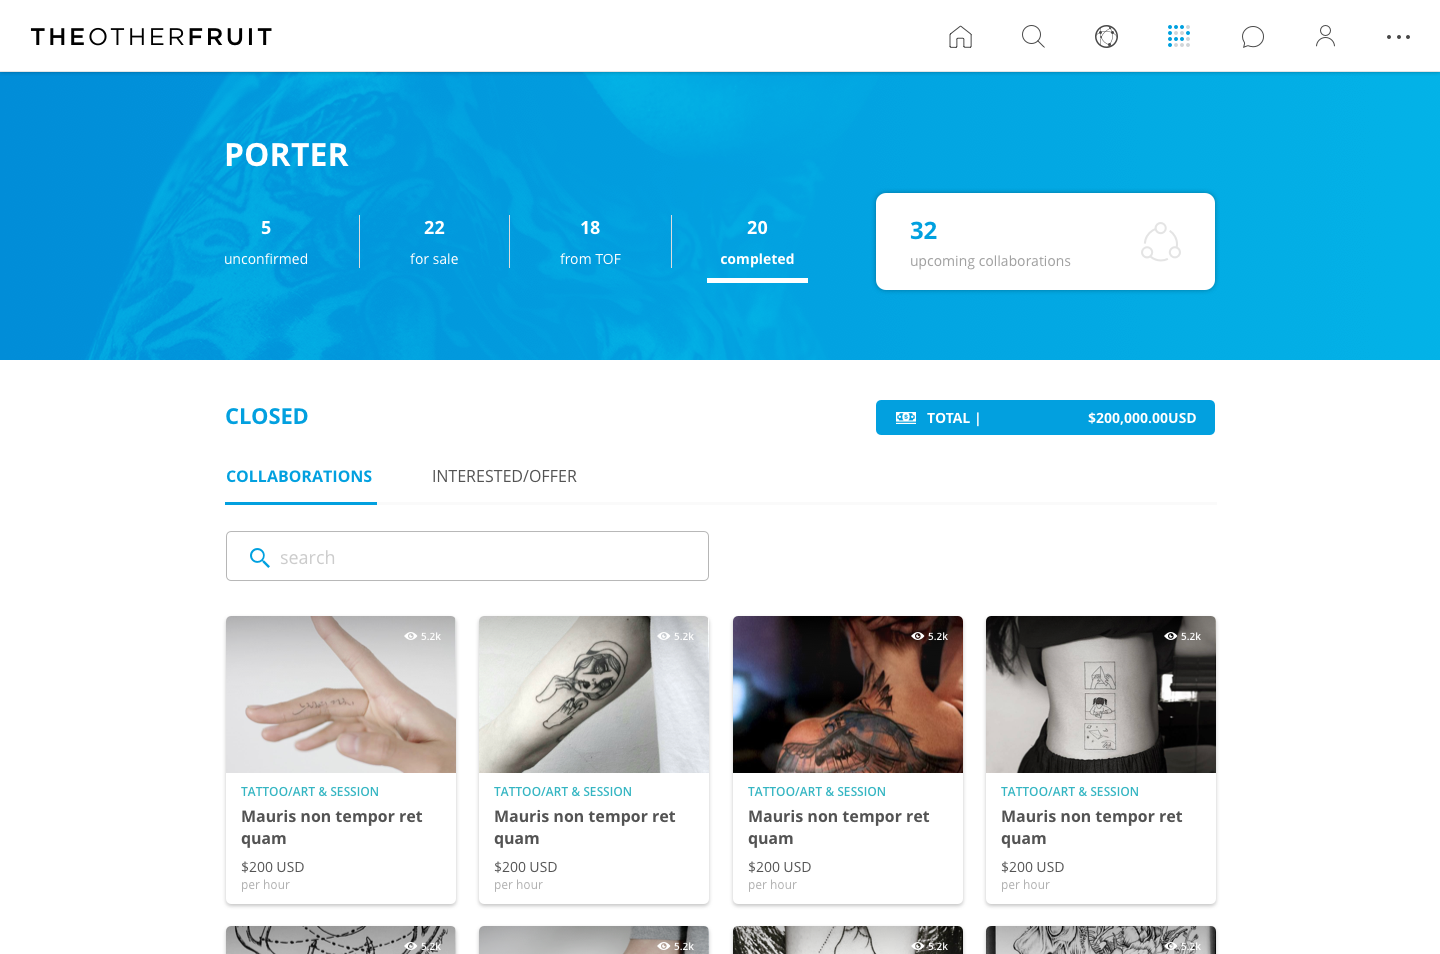 THEOTHERFRUIT
PORTER
5
unconfirmed
22
for sale
18
from TOF
20
completed
32
upcoming collaborations
CLOSED
TOTAL |
$200,000.00USD
COLLABORATIONS
INTERESTED/OFFER
search
5.2k
5.2k
5.2k
5.2k
TATTOO/ART & SESSION
Mauris non tempor ret
quam
$200 USD
per hour
TATTOO/ART & SESSION
Mauris non tempor ret
quam
$200 USD
per hour
TATTOO/ART & SESSION
Mauris non tempor ret
quam
$200 USD
per hour
TATTOO/ART & SESSION
Mauris non tempor ret
quam
$200 USD
per hour
5.2k
5.2k
5.2k
5.2k